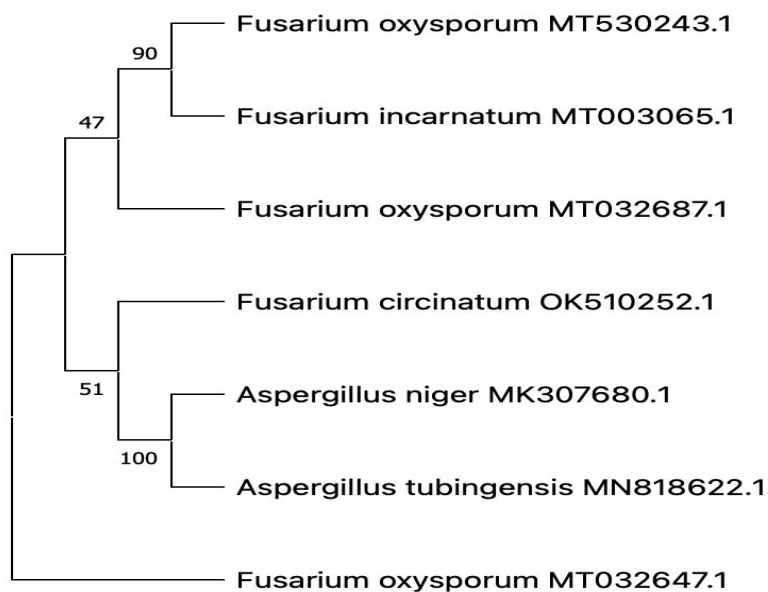 Fusarium oxysporum MT530243.1
90
Fusarium incarnatum MT003065.1
47
Fusarium oxysporum MT032687.1
Fusarium circinatum OK510252.1
51
Aspergillus niger MK307680.1
100
Aspergillus tubingensis MN818622.1
Fusarium oxysporum MT032647.1